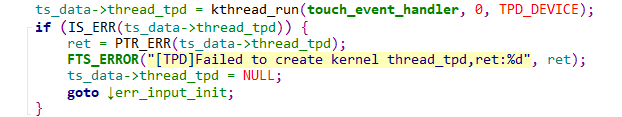 ts_data->thread_tpd = kthread_run(touch_event_handler, 0, TPD_DEVICE);
if (IS_ERR(ts_data->thread_tpd)) {
ret = PTR_ERR(ts_data->thread_tpd);
FTS_ERROR("[TPD]Failed to create kernel thread_tpd,ret:%d", ret);
ts_data->thread_tpd = NULL;
goto ↓err_input_init;
}